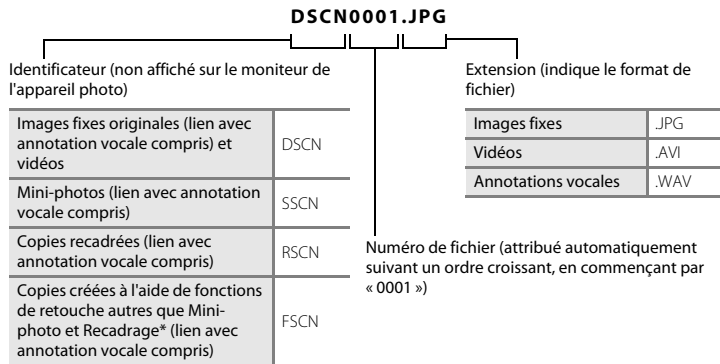 DSCN0001.JPG
Identificateur (non affiché sur le moniteur de
l'appareil photo)
Images fixes originales (lien avec
annotation vocale compris) et
vidéos
DSCN
Mini-photos (lien avec annotation
vocale compris)
SSCN
Copies recadrées (lien avec
annotation vocale compris)
RSCN
Copies créées à l'aide de fonctions
de retouche autres que Mini-
photo et Recadrage* (lien avec
annotation vocale compris)
FSCN
Extension (indique le format de
fichier)
Images fixes
.JPG
Vidéos
.AVI
Annotations vocales
.WAV
Numéro de fichier (attribué automatiquement
suivant un ordre croissant, en commençant par
« 0001 »)